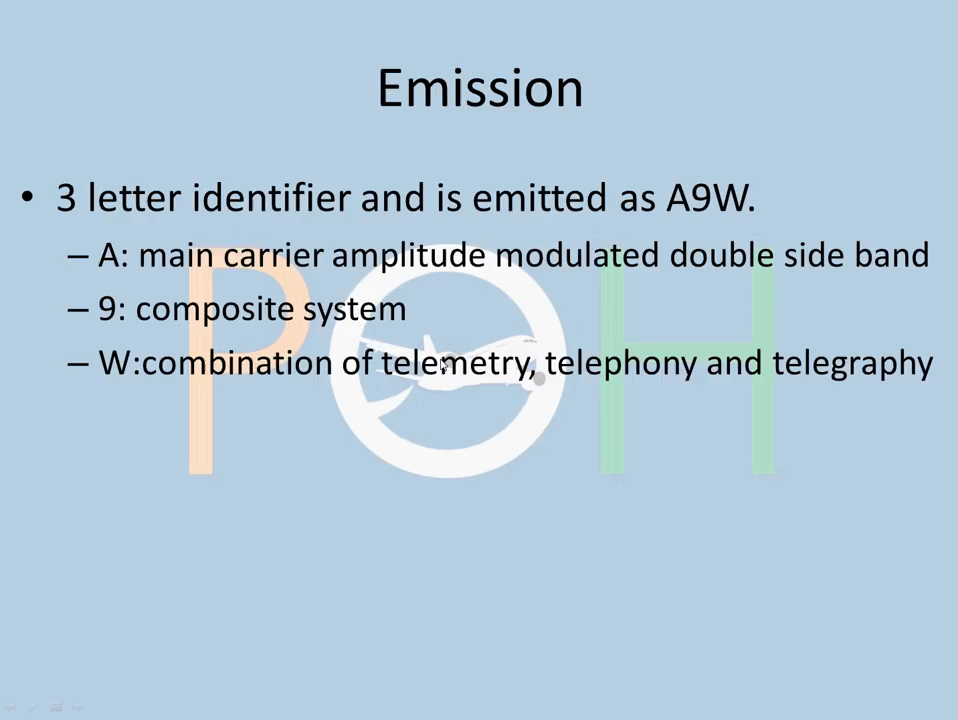 Emission
• 3 letter identifier and is emitted as A9W.
– A: main carrier amplitude modulated double side band
– 9: composite system
– W:combination of telemetry, telephony and telegraphy
POH